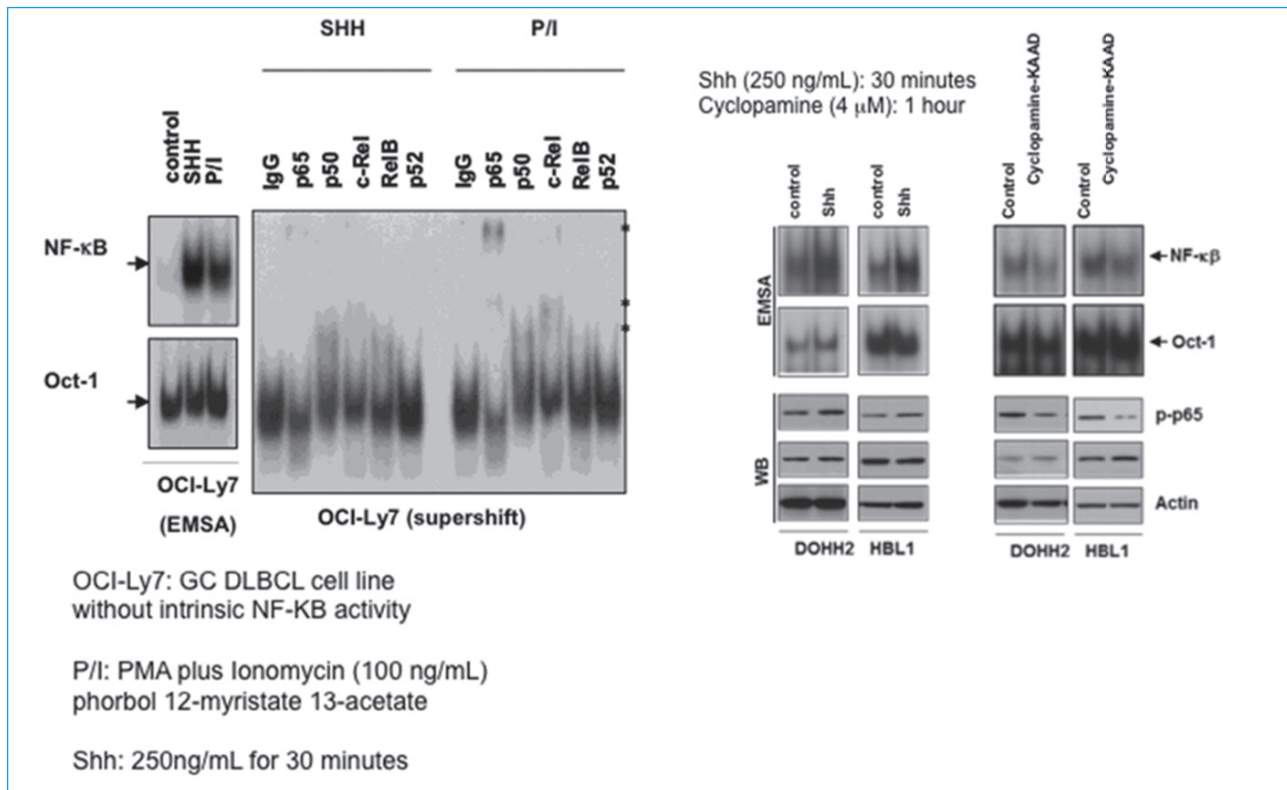 SHH
P/I
control
SHH
P/I
IgG
p65
p50
c-Rel
RelB
p52
IgG
p65
p50
c-Rel
RelB
p52
NF-κB
Oct-1
*
*
*
OCI-Ly7
(EMSA)
OCI-Ly7 (supershift)
OCI-Ly7: GC DLBCL cell line
without intrinsic NF-KB activity
P/I: PMA plus Ionomycin (100 ng/mL)
phorbol 12-myristate 13-acetate
Shh: 250ng/mL for 30 minutes
Shh (250 ng/mL): 30 minutes
Cyclopamine (4 μM): 1 hour
control
Shh
control
Shh
Control
Cyclopamine-KAAD
Control
Cyclopamine-KAAD
EMSA
NF-κβ
Oct-1
WB
p-p65
Actin
DOHH2
HBL1
DOHH2
HBL1